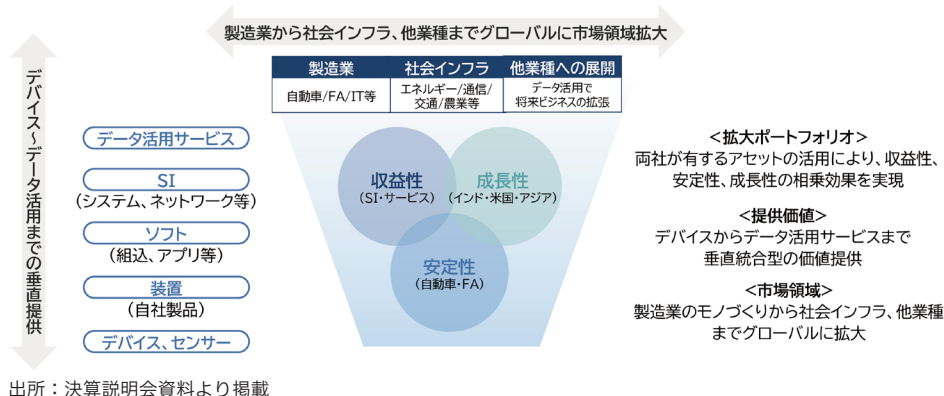 製造業から社会インフラ、他業種までグローバルに市場領域拡大
デバイス～データ活用までの垂直提供
製造業
社会インフラ
他業種への展開
自動車/FA/IT等
エネルギー/通信/
交通/農業等
データ活用で
将来ビジネスの拡張
データ活用サービス
SI
(システム、ネットワーク等)
ソフト
(組込、アプリ等)
装置
(自社製品)
デバイス、センサー
収益性
(SI・サービス)
成長性
(インド・米国・アジア)
安定性
(自動車・FA)
<拡大ポートフォリオ>
両社が有するアセットの活用により、収益性、
安定性、成長性の相乗効果を実現
<提供価値>
デバイスからデータ活用サービスまで
垂直統合型の価値提供
<市場領域>
製造業のモノづくりから社会インフラ、他業種
までグローバルに拡大
出所：決算説明会資料より掲載